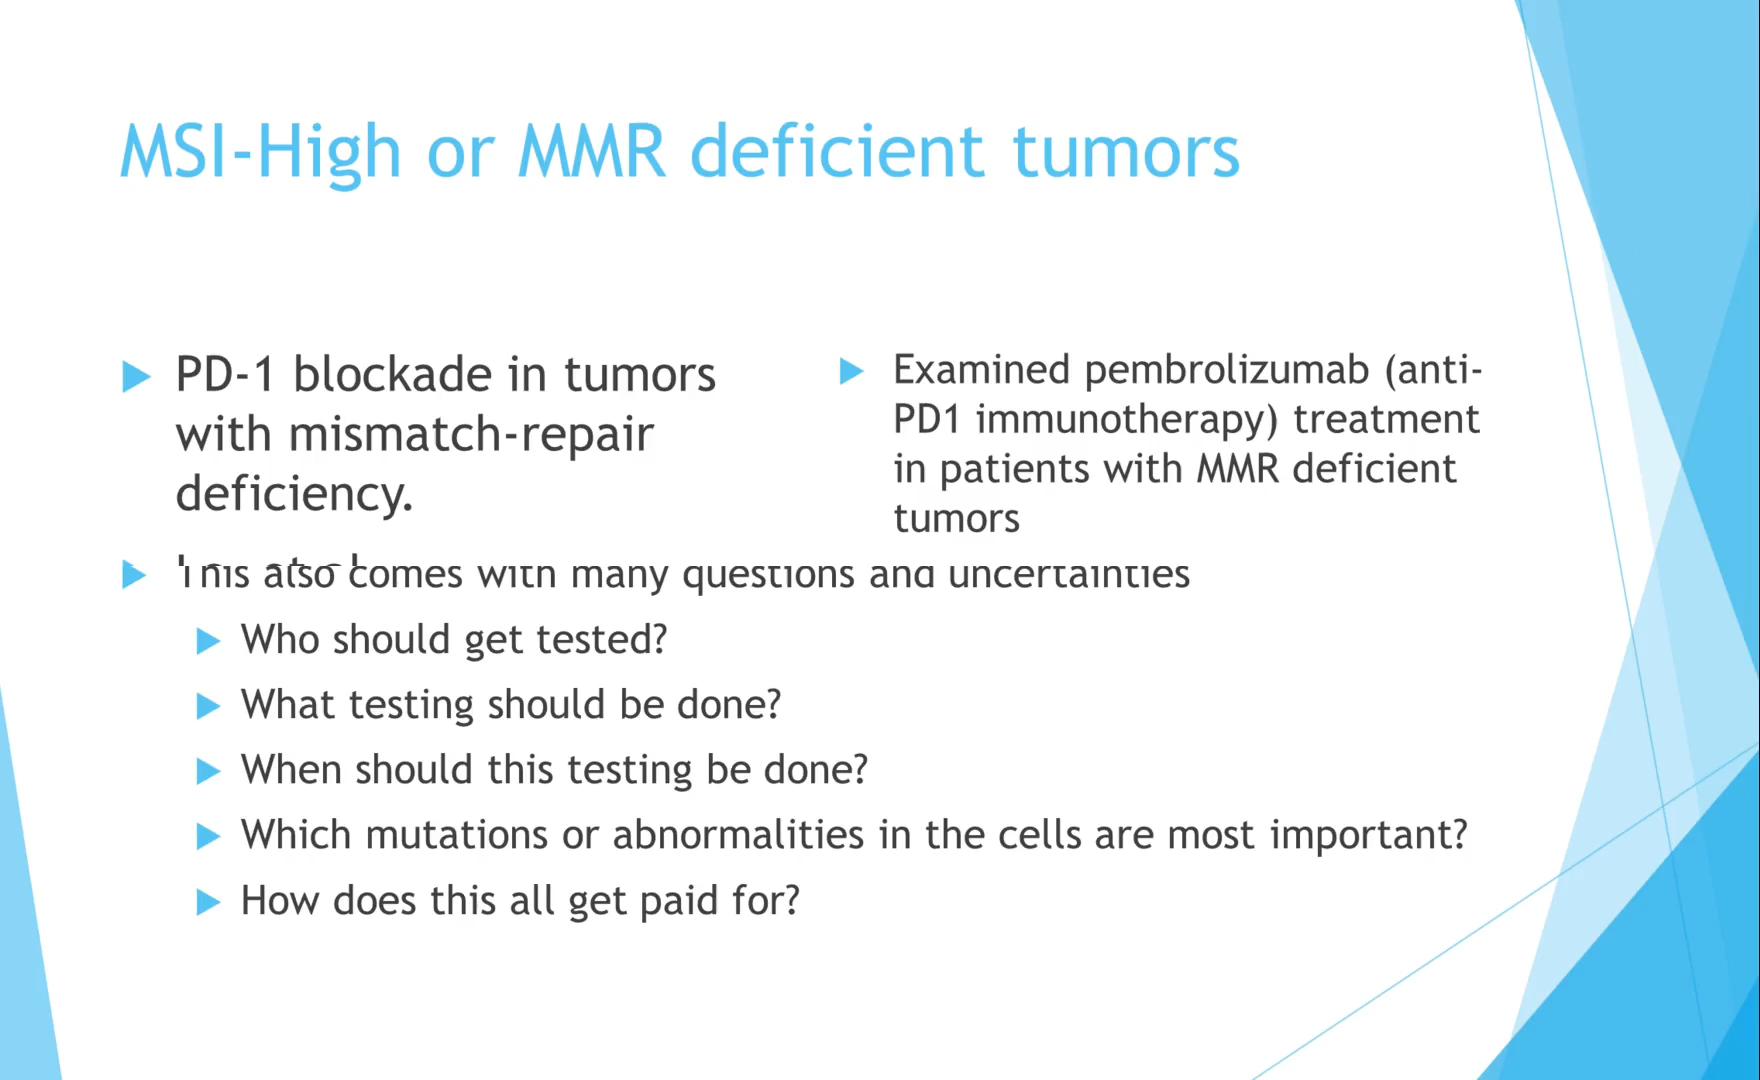 MSI-High or MMR deficient tumors
PD-1 blockade in tumors
with mismatch-repair
deficiency.
Examined pembrolizumab (anti-
PD1 immunotherapy) treatment
in patients with MMR deficient
tumors
This also comes with many questions and uncertainties
Who should get tested?
What testing should be done?
When should this testing be done?
Which mutations or abnormalities in the cells are most important?
How does this all get paid for?